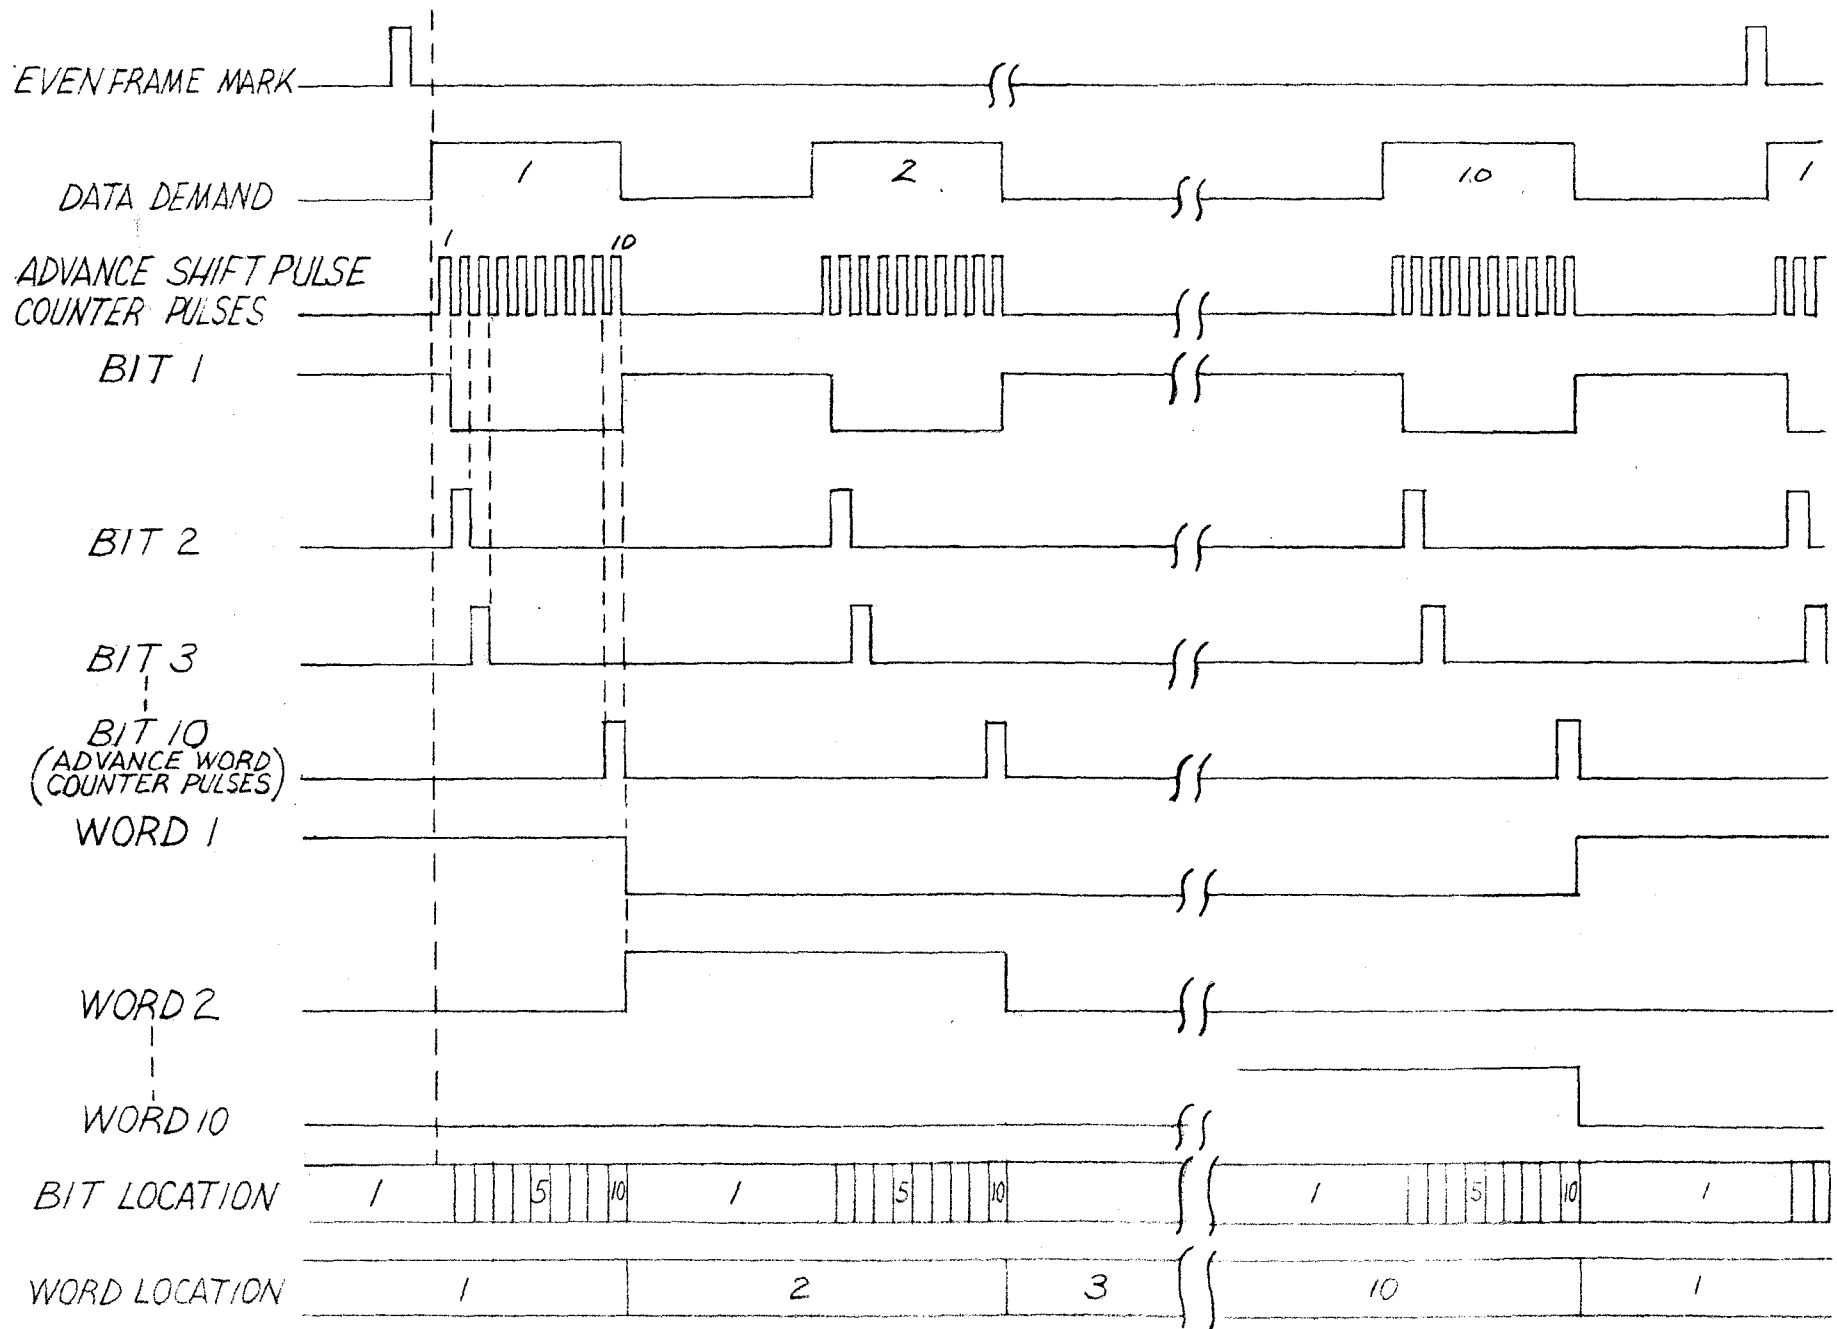 EVEN FRAME MARK
DATA DEMAND
1 2 10 1
1 10
ADVANCE SHIFT PULSE
COUNTER PULSES
BIT 1
BIT 2
BIT 3
BIT 10
(ADVANCE WORD
COUNTER PULSES)
WORD 1
WORD 2
WORD 10
BIT LOCATION 1 5 10 1 5 10 1 5 10 1
WORD LOCATION 1 2 3 10 1